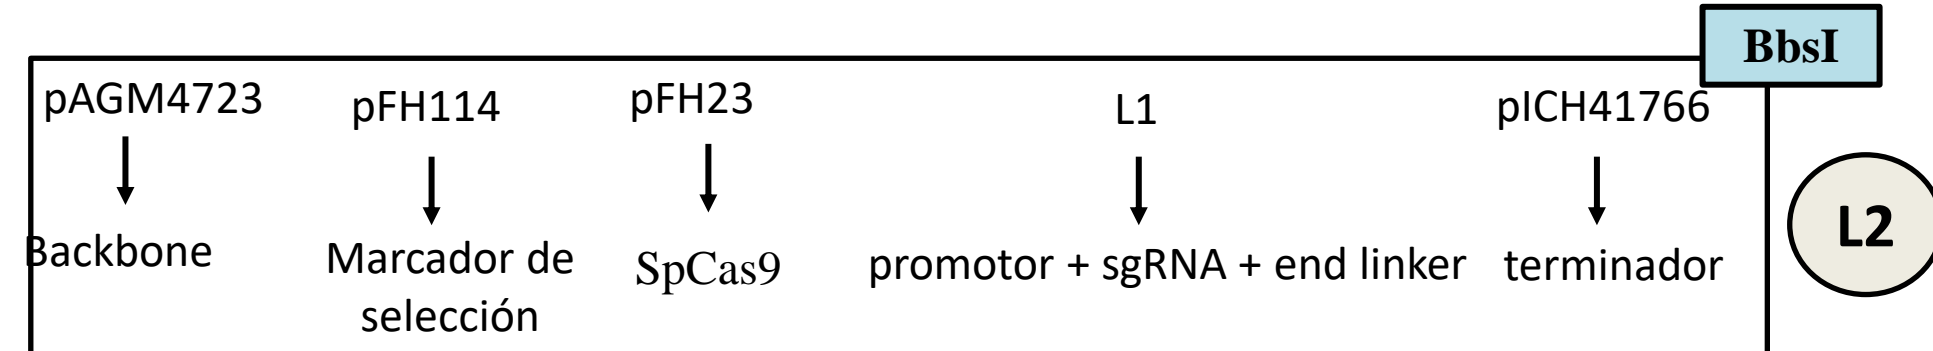 BbsI
pAGM4723
pFH114
pFH23
L1
pICH41766
L2
Backbone
Marcador de
selección
SpCas9
promotor + sgRNA + end linker
terminador